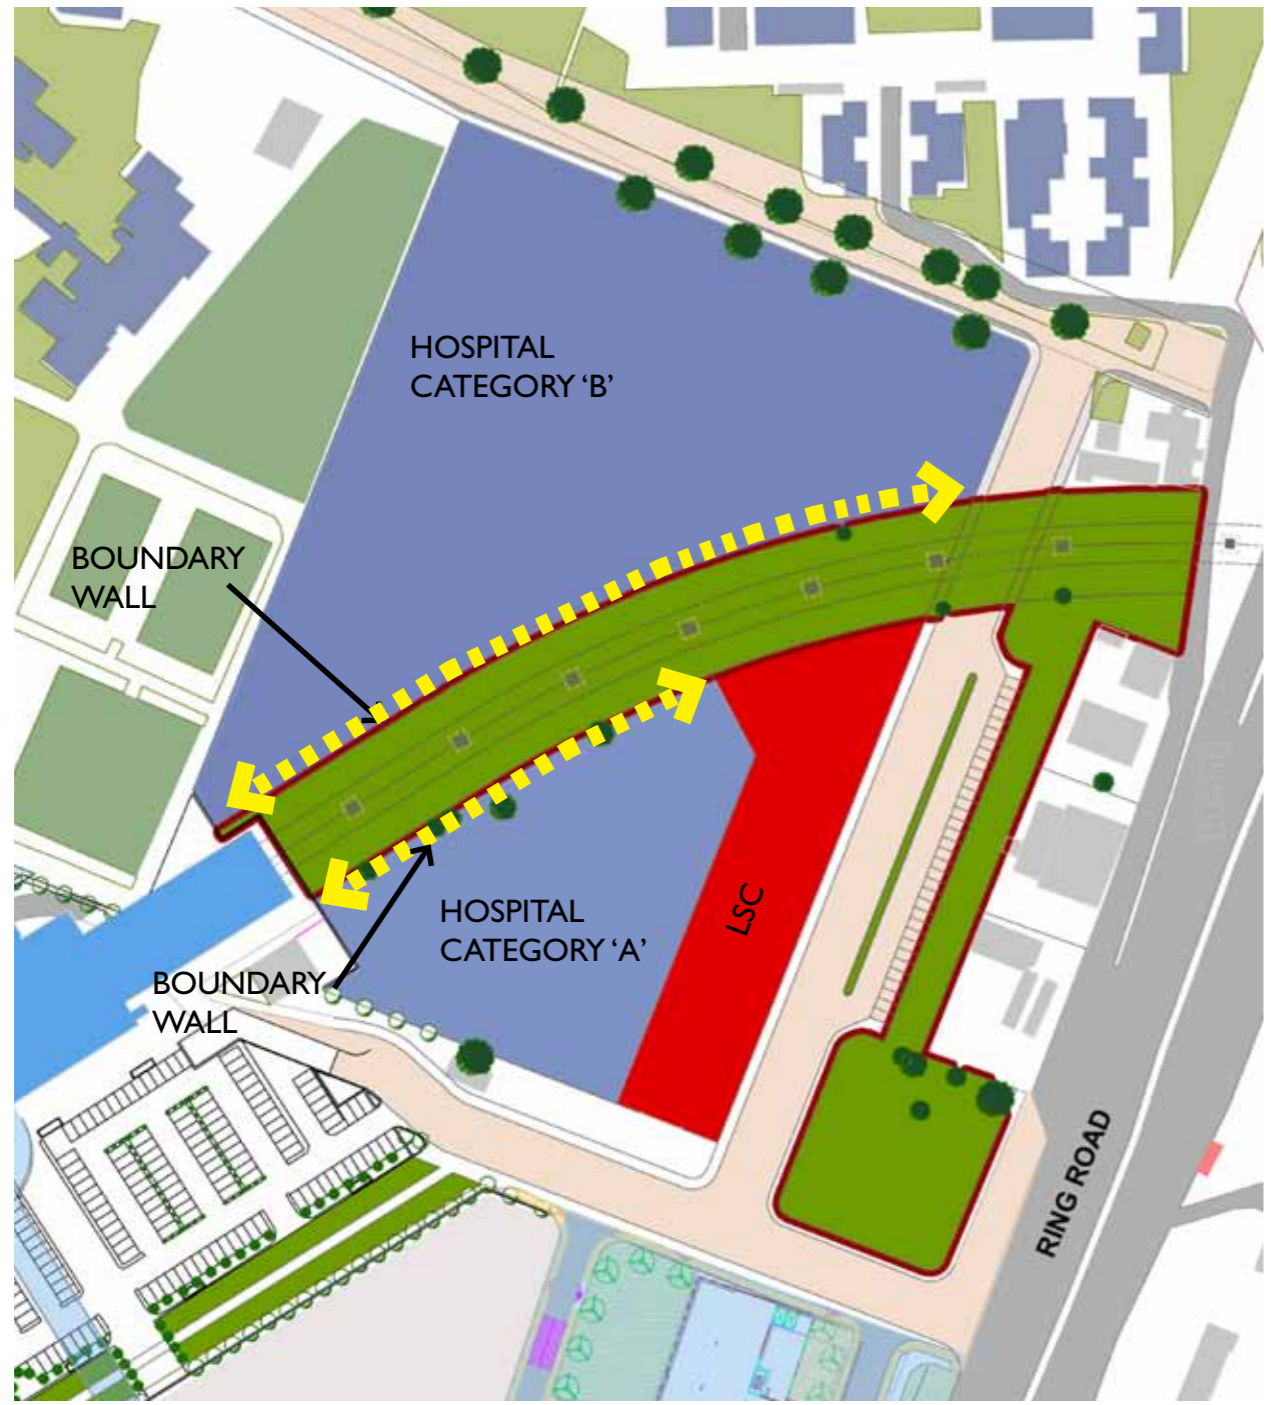 HOSPITAL
CATEGORY ‘B’
BOUNDARY
WALL
HOSPITAL
CATEGORY ‘A’
LSC
BOUNDARY
WALL
RING ROAD